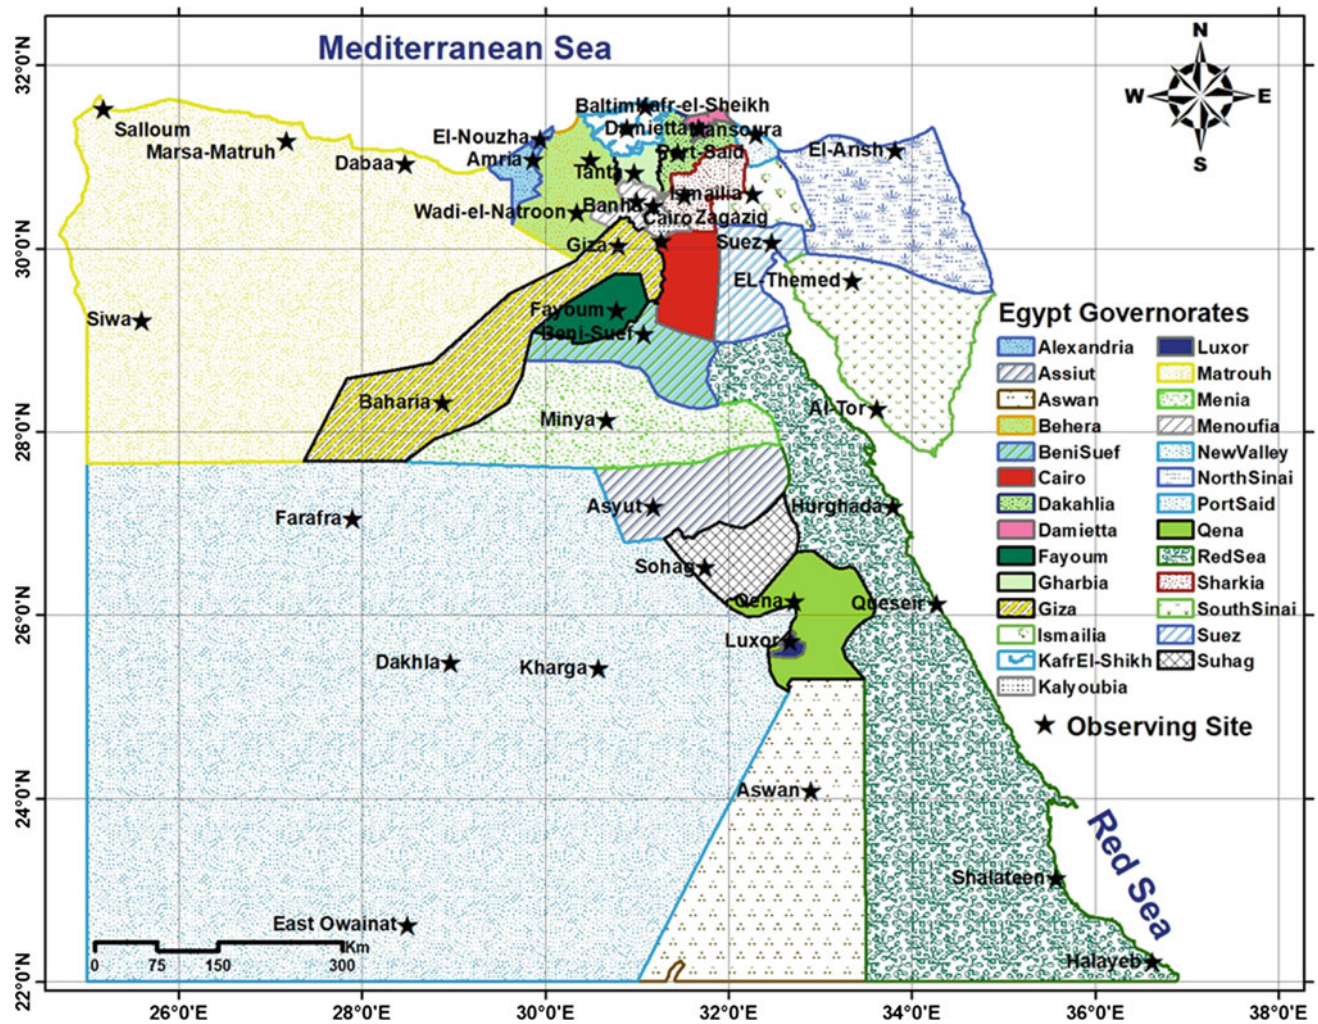 Mediterranean Sea
N
W
E
S
32°0'N
30°0'N
28°0'N
26°0'N
24°0'N
22°0'N
Salloum
Marsa-Matruh
Dabaa
El-Nouzha
Amria
Baltim
Kafr-el-Sheikh
Damietta
Mansoura
Port-Said
Tanta
El-Arish
Wadi-el-Natroon
Banha
Ismailia
Cairo
Zagazig
Giza
Suez
EL-Themed
Siwa
Fayoum
Beni-Suef
Baharia
Minya
Al-Tor
Farafra
Asyut
Hurghada
Sohag
Qena
Queseir
Luxor
Dakhla
Kharga
Aswan
Shalateen
East Owainat
Halayeb
Red Sea
Egypt Governorates
Alexandria
Assiut
Aswan
Behera
BeniSuef
Cairo
Dakahlia
Damietta
Fayoum
Gharbia
Giza
Ismailia
KafrEl-Shikh
Kalyoubia
Luxor
Matrouh
Menia
Menoufia
NewValley
NorthSinai
PortSaid
Qena
RedSea
Sharkia
SouthSinai
Suez
Suhag
Observing Site
Km
0 75 150 300
26°0'E 28°0'E 30°0'E 32°0'E 34°0'E 36°0'E 38°0'E